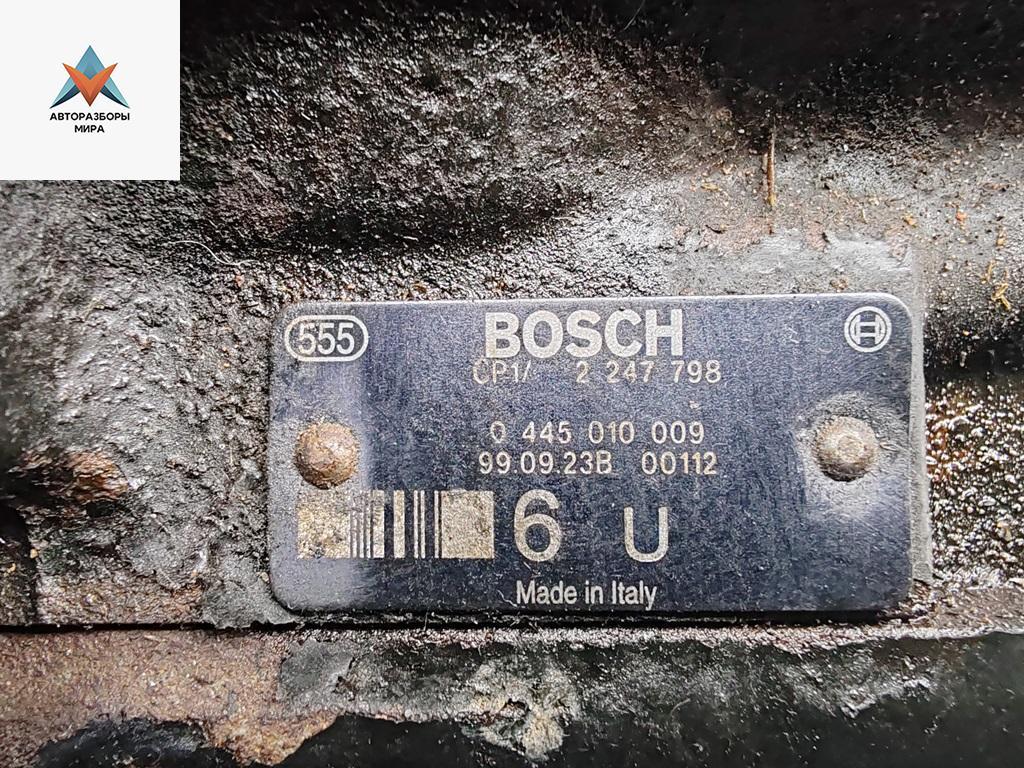 АВТОРАЗБОРЫ
МИРА
555
BOSCH
CP1/ 2 247 798
0 445 010 009
99.09.23B 00112
6 U
Made in Italy